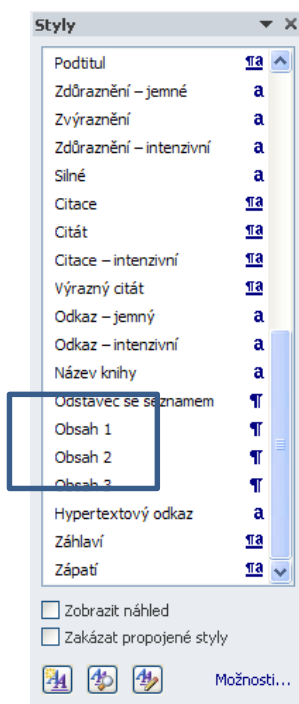 Styly
Podtitul ¶a
Zdůraznění – jemné a
Zvýraznění a
Zdůraznění – intenzivní a
Silné a
Citace ¶a
Citát ¶a
Citace – intenzivní ¶a
Výrazný citát ¶a
Odkaz – jemný a
Odkaz – intenzivní a
Název knihy a
Odstavec se seznamem ¶
Obsah 1 ¶
Obsah 2 ¶
Obsah 3 ¶
Hypertextový odkaz a
Záhlaví ¶a
Zápatí ¶a
Zobrazit náhled
Zakázat propojené styly
Možnosti...